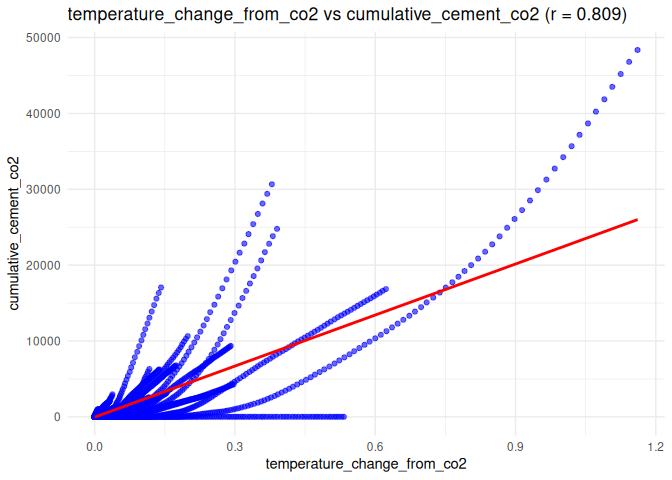 temperature_change_from_co2 vs cumulative_cement_co2 (r = 0.809)
50000
40000
30000
20000
10000
0
cumulative_cement_co2
0.0 0.3 0.6 0.9 1.2
temperature_change_from_co2